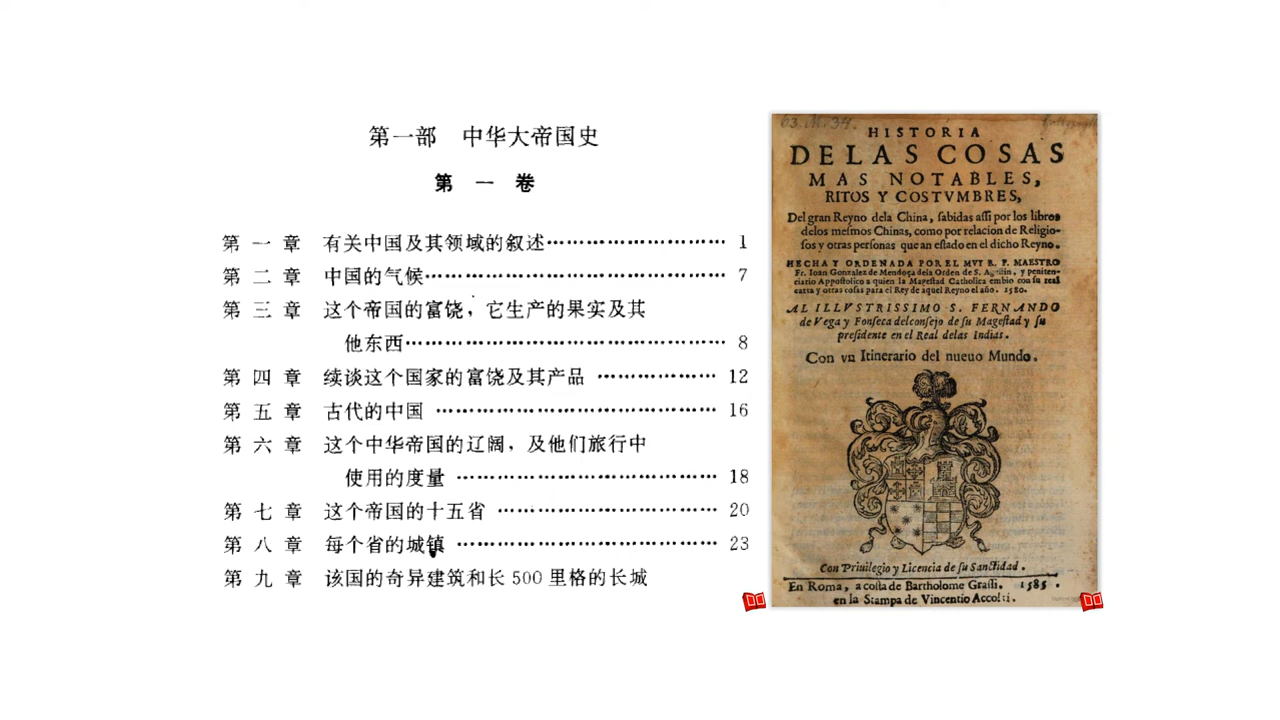 第一部 中华大帝国史
第一卷
第一章 有关中国及其领域的叙述…………………………… 1
第二章 中国的气候…………………………………………… 7
第三章 这个帝国的富饶，它生产的果实及其
他东西…………………………………………… 8
第四章 续谈这个国家的富饶及其产品 ……………… 12
第五章 古代的中国 …………………………………… 16
第六章 这个中华帝国的辽阔，及他们旅行中
使用的度量 …………………………………… 18
第七章 这个帝国的十五省 …………………………… 20
第八章 每个省的城镇 ………………………………… 23
第九章 该国的奇异建筑和长 500 里格的长城
63.M.34.
HISTORIA
DELAS COSAS
MAS NOTABLES,
RITOS Y COSTVMBRES,
Del gran Reyno dela China, sabidas assi por los libros
delos mesmos Chinas, como por relacion de Religio-
sos y otras personas que an estado en el dicho Reyno.
HECHA Y ORDENADA POR EL MVY R. P. MAESTRO
Fr. Ioan Gonzalez de Mendoça dela Orden de S. Agustin, y peniten-
ciario Appostolico a quien la Magestad Catholica embio con su real
carta y otras cosas para el Rey de aquel Reyno el año. 1580.
AL ILLVSTRISSIMO S. FERNANDO
de Vega y Fonseca del consejo de su Magestad y su
presidente en el Real delas Indias.
Con vn Itinerario del nueuo Mundo.
Con Priuilegio y Licencia de su Sanctidad.
En Roma, a costa de Bartholome Grassi. 1585.
en la Stampa de Vincentio Accolti.